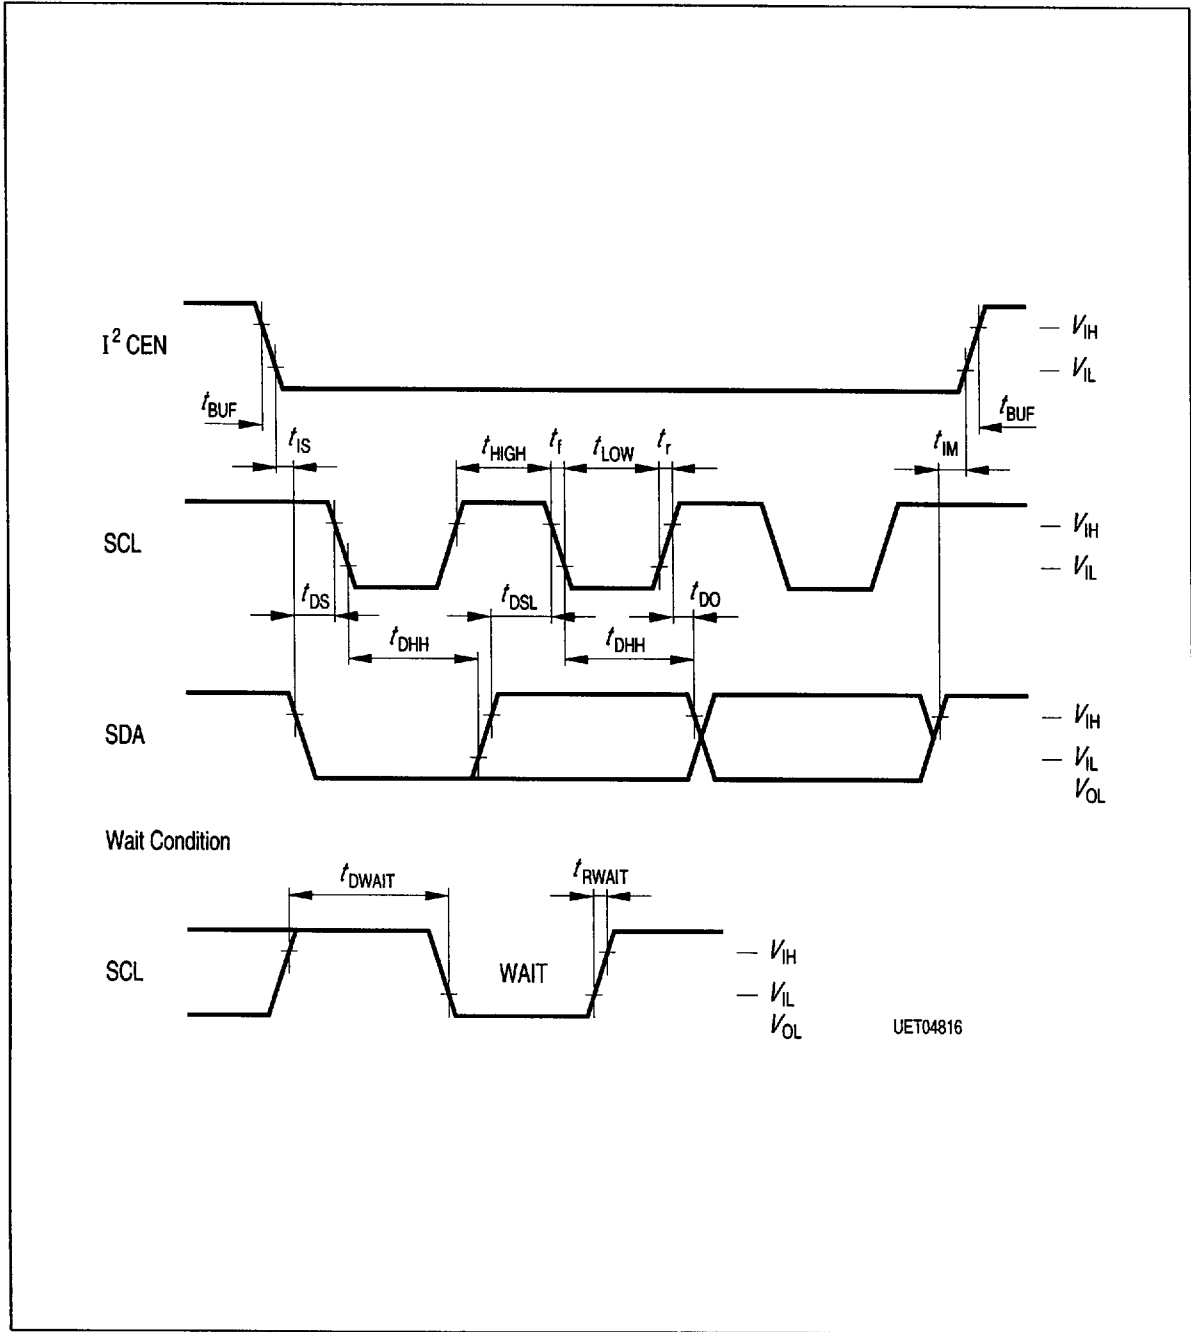 I² CEN
V_IH
V_IL
t_BUF
t_BUF
t_IS
t_HIGH
t_f
t_LOW
t_r
t_IM
SCL
V_IH
V_IL
t_DS
t_DSL
t_DO
t_DHH
t_DHH
SDA
V_IH
V_IL
V_OL
Wait Condition
t_DWAIT
t_RWAIT
SCL
WAIT
V_IH
V_IL
V_OL
UET04816